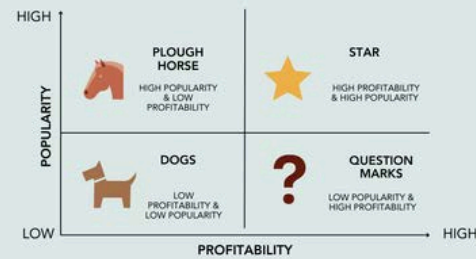 HIGH
PLOUGH
HORSE
HIGH POPULARITY
& LOW
PROFITABILITY
STAR
HIGH PROFITABILITY
& HIGH POPULARITY
POPULARITY
DOGS
LOW
PROFITABILITY &
LOW POPULARITY
?
QUESTION
MARKS
LOW POPULARITY &
HIGH PROFITABILITY
LOW
HIGH
PROFITABILITY